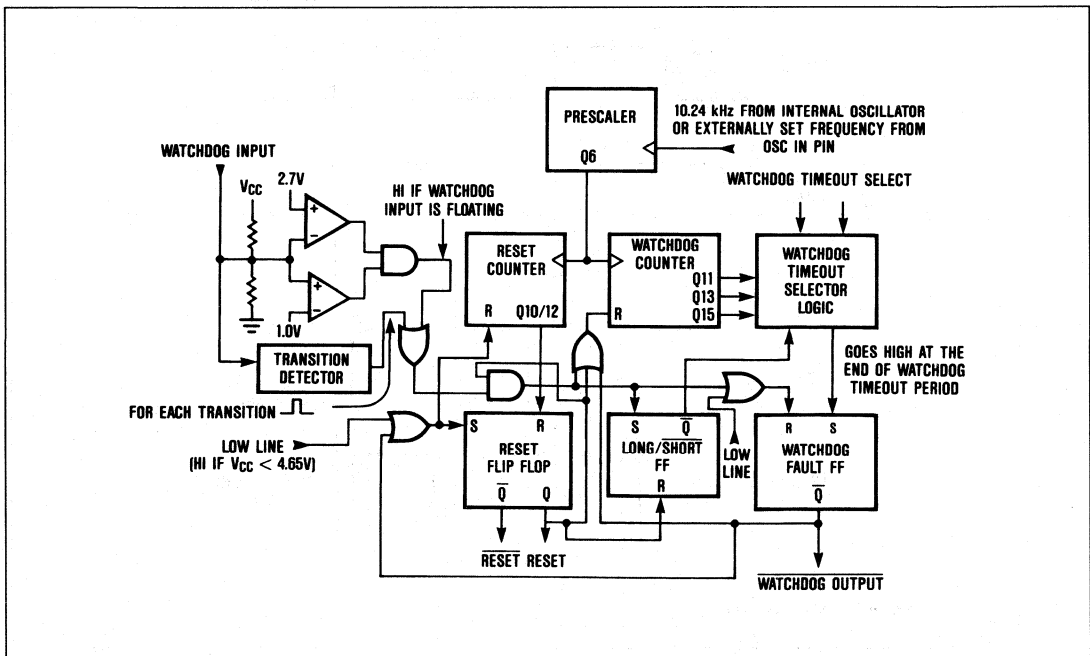 PRESCALER
Q6
10.24 kHz FROM INTERNAL OSCILLATOR
OR EXTERNALLY SET FREQUENCY FROM
OSC IN PIN
WATCHDOG INPUT
VCC
2.7V
+
−
+
−
1.0V
HI IF WATCHDOG
INPUT IS FLOATING
WATCHDOG TIMEOUT SELECT
RESET
COUNTER
R
Q10/12
WATCHDOG
COUNTER
Q11
Q13
Q15
R
WATCHDOG
TIMEOUT
SELECTOR
LOGIC
TRANSITION
DETECTOR
FOR EACH TRANSITION
LOW LINE
(HI IF VCC < 4.65V)
GOES HIGH AT THE
END OF WATCHDOG
TIMEOUT PERIOD
S
R
RESET
FLIP FLOP
Q̅
Q
S
Q̅
LONG/S̅H̅O̅R̅T̅
FF
R
LOW
LINE
R
S
WATCHDOG
FAULT FF
Q̅
R̅E̅S̅E̅T̅ RESET
W̅A̅T̅C̅H̅D̅O̅G̅ O̅U̅T̅P̅U̅T̅